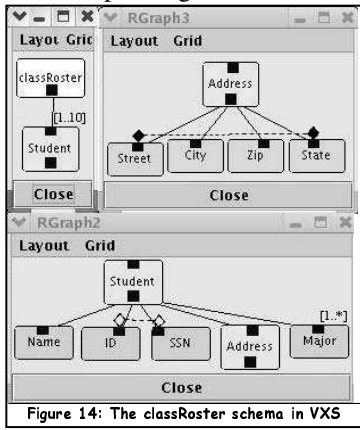 RGraph3
Layout Grid
Layout Grid
classRoster
[1..10]
Student
Close
Address
Street City Zip State
Close
RGraph2
Layout Grid
Student
[1..*]
Name ID SSN Address Major
Close
Figure 14: The classRoster schema in VXS